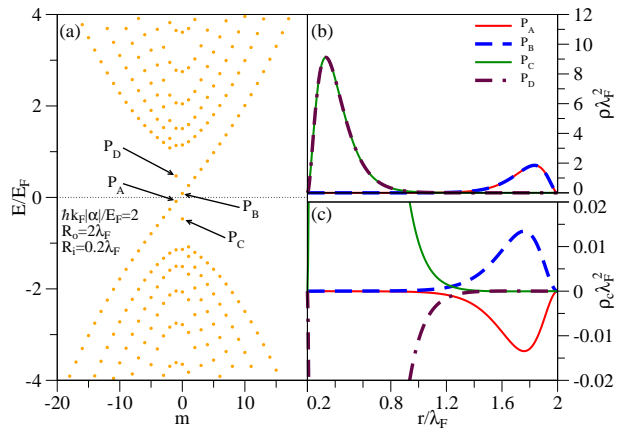 (a)
4
2
0
-2
-4
E/E_F
P_D
P_A
P_B
P_C
ħk_F|α|/E_F=2
R_o=2λ_F
R_i=0.2λ_F
-20 -10 0 10
m
(b)
P_A
P_B
P_C
P_D
12
10
8
6
4
2
0
ρλ_F^2
(c)
0.02
0.01
0
-0.01
-0.02
ρ_cλ_F^2
0.2 0.8 1.2 1.6 2
r/λ_F